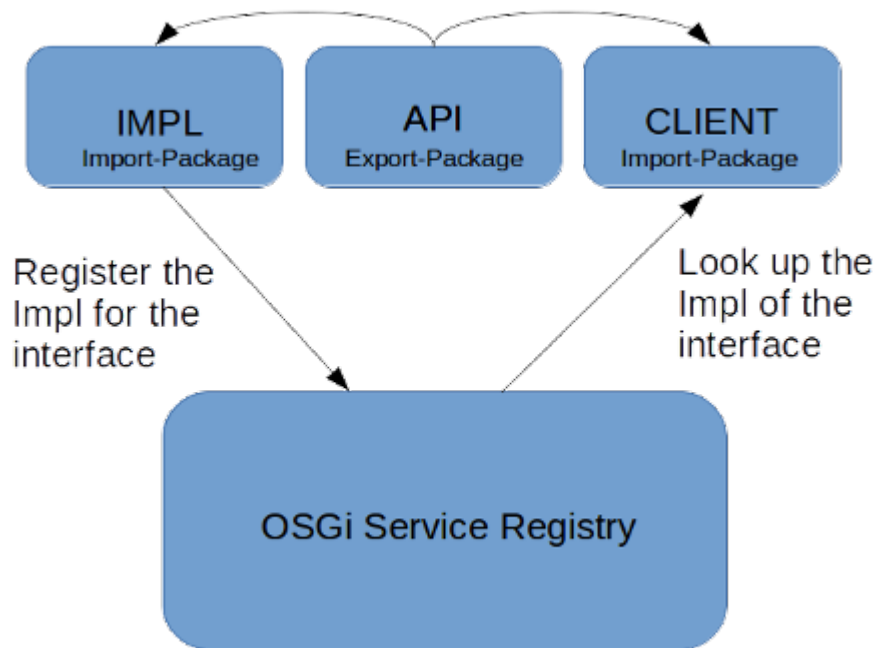 IMPL
Import-Package
API
Export-Package
CLIENT
Import-Package
Register the
Impl for the
interface
Look up the
Impl of the
interface
OSGi Service Registry